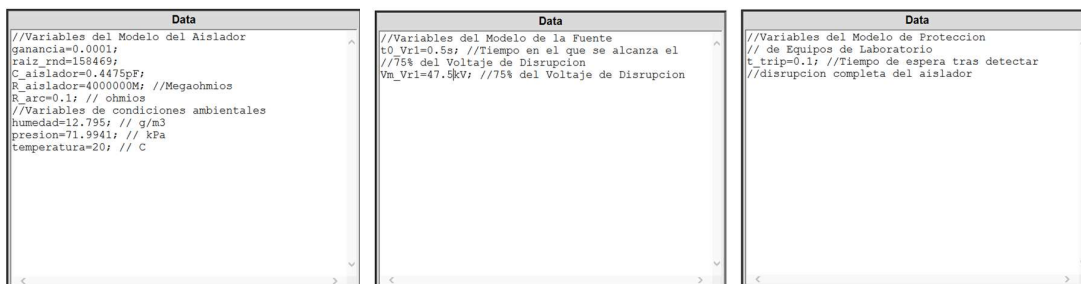 Data
//Variables del Modelo del Aislador
ganancia=0.0001;
raiz_rnd=158469;
C_aislador=0.4475pF;
R_aislador=4000000M; //Megaohmios
R_arc=0.1; // ohmios
//Variables de condiciones ambientales
humedad=12.795; // g/m3
presion=71.9941; // kPa
temperatura=20; // C
Data
//Variables del Modelo de la Fuente
t0_Vr1=0.5s; //Tiempo en el que se alcanza el
//75% del Voltaje de Disrupcion
Vm_Vr1=47.5kV; //75% del Voltaje de Disrupcion
Data
//Variables del Modelo de Proteccion
// de Equipos de Laboratorio
t_trip=0.1; //Tiempo de espera tras detectar
//disrupcion completa del aislador